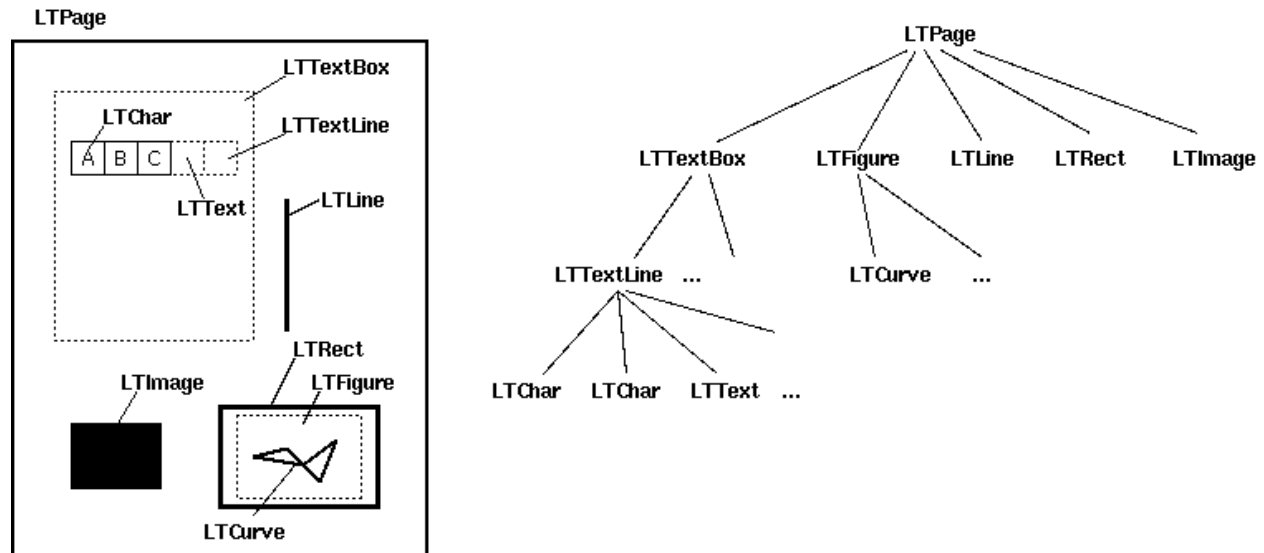 LTPage
LTTextBox
LTChar
LTTextLine
A B C
LTText
LTLine
LTRect
LTImage
LTFigure
LTCurve
LTPage
LTTextBox LTFigure LTLine LTRect LTImage
LTTextLine ... LTCurve ...
LTChar LTChar LTText ...